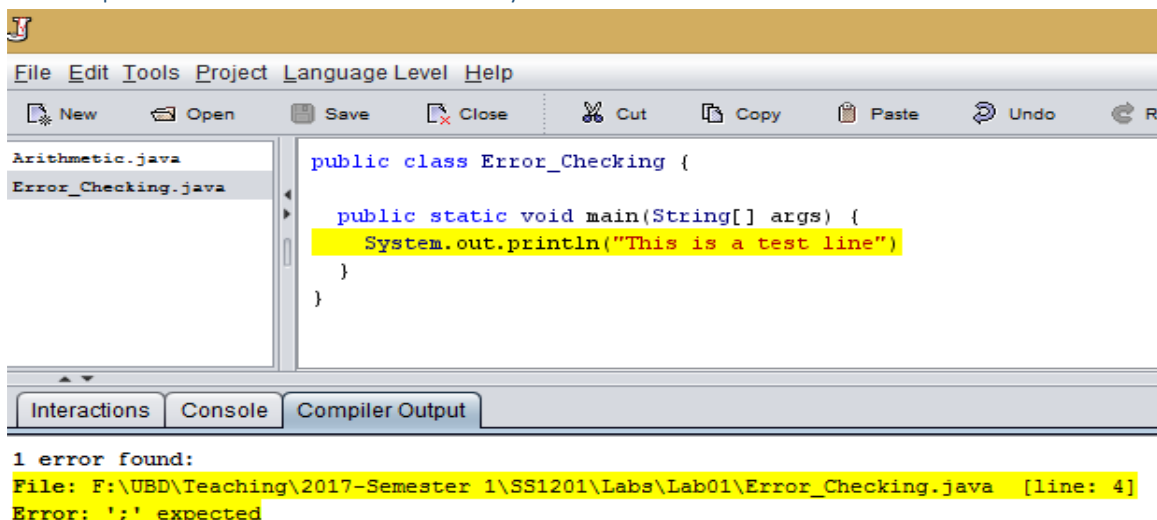 File Edit Tools Project Language Level Help
New Open Save Close Cut Copy Paste Undo R
Arithmetic.java
Error_Checking.java
public class Error_Checking {
public static void main(String[] args) {
System.out.println("This is a test line")
}
}
Interactions Console Compiler Output
1 error found:
File: F:\UBD\Teaching\2017-Semester 1\SS1201\Labs\Lab01\Error_Checking.java [line: 4]
Error: ';' expected